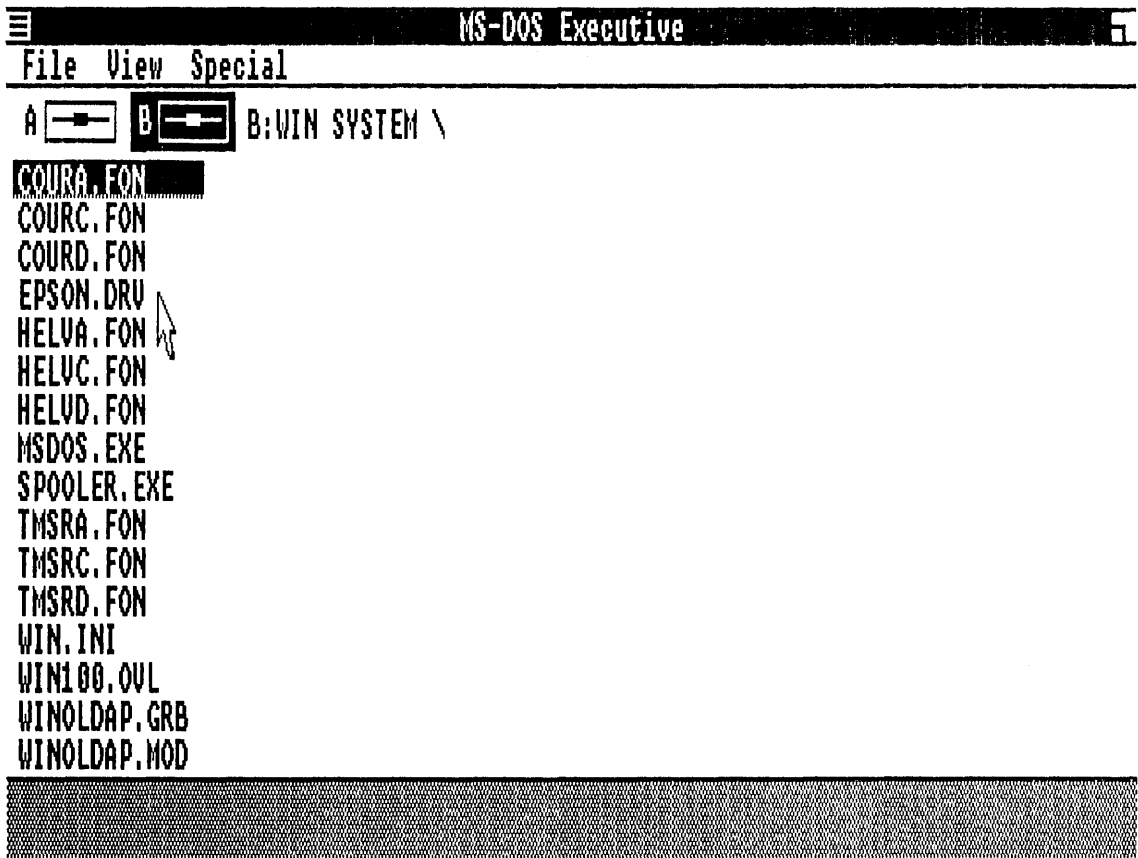 MS-DOS Executive
File View Special
A B B:WIN SYSTEM \
COURA.FON
COURC.FON
COURD.FON
EPSON.DRV
HELVA.FON
HELVC.FON
HELVD.FON
MSDOS.EXE
SPOOLER.EXE
TMSRA.FON
TMSRC.FON
TMSRD.FON
WIN.INI
WIN100.OVL
WINOLDAP.GRB
WINOLDAP.MOD